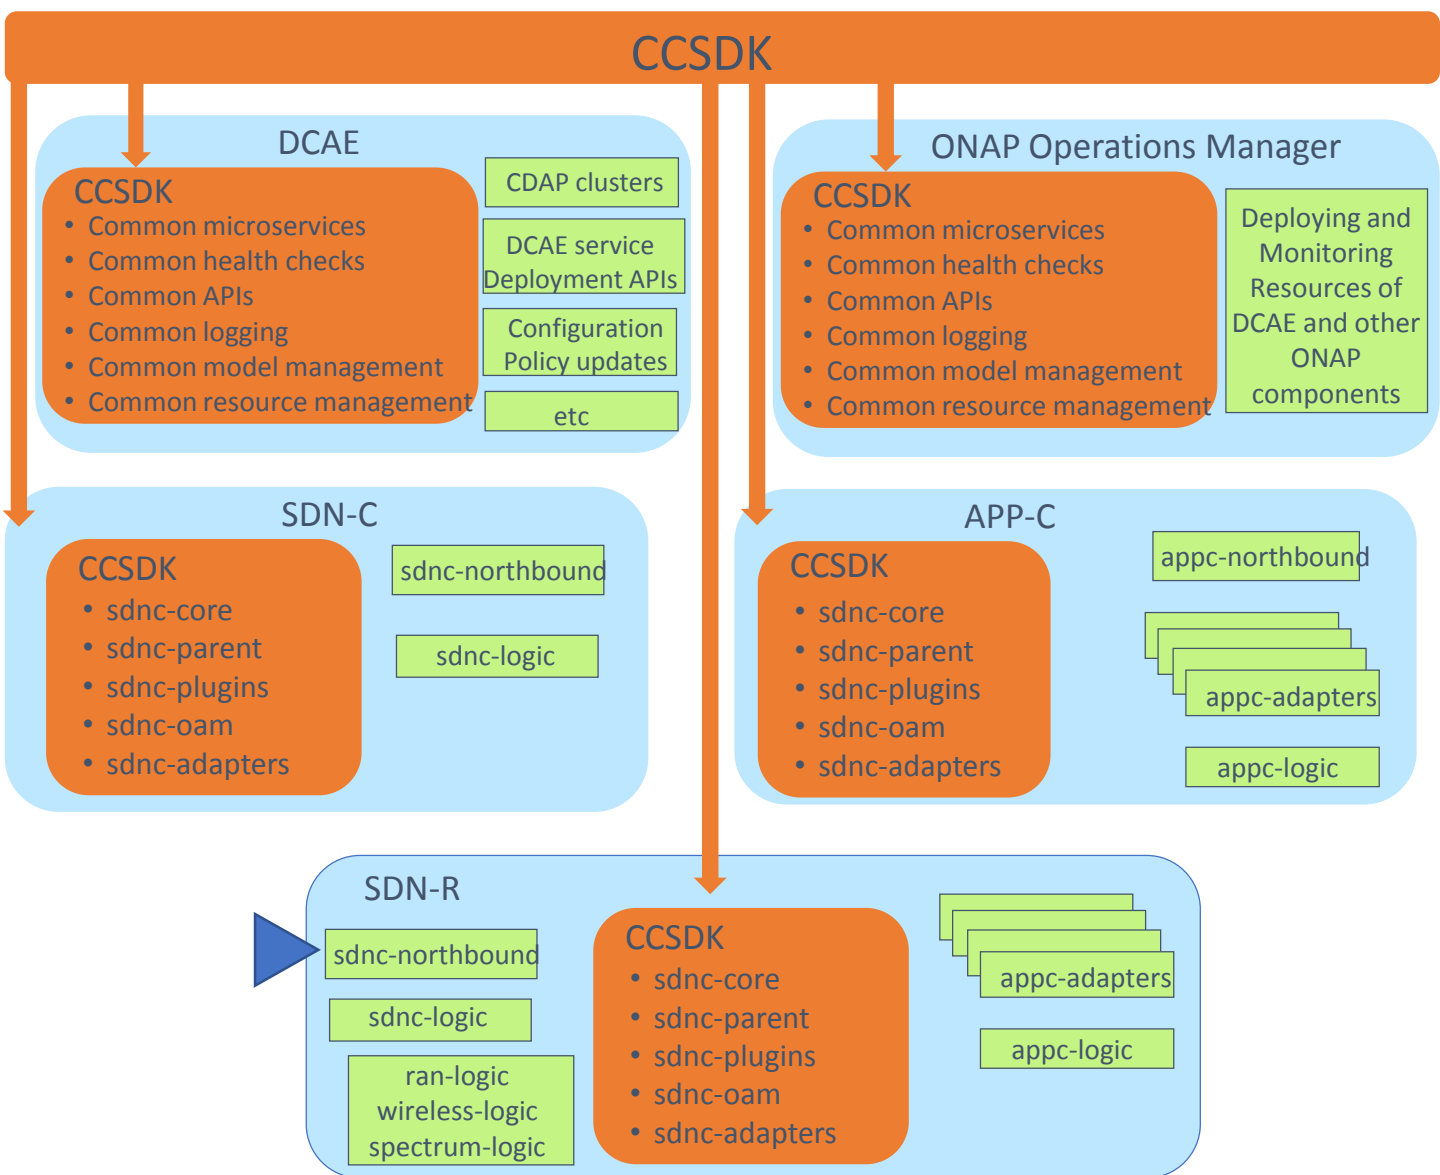 CCSDK
DCAE
CCSDK
• Common microservices
• Common health checks
• Common APIs
• Common logging
• Common model management
• Common resource management
CDAP clusters
DCAE service
Deployment APIs
Configuration
Policy updates
etc
ONAP Operations Manager
CCSDK
• Common microservices
• Common health checks
• Common APIs
• Common logging
• Common model management
• Common resource management
Deploying and
Monitoring
Resources of
DCAE and other
ONAP
components
SDN-C
CCSDK
• sdnc-core
• sdnc-parent
• sdnc-plugins
• sdnc-oam
• sdnc-adapters
sdnc-northbound
sdnc-logic
APP-C
CCSDK
• sdnc-core
• sdnc-parent
• sdnc-plugins
• sdnc-oam
• sdnc-adapters
appc-northbound
appc-adapters
appc-logic
SDN-R
sdnc-northbound
sdnc-logic
ran-logic
wireless-logic
spectrum-logic
CCSDK
• sdnc-core
• sdnc-parent
• sdnc-plugins
• sdnc-oam
• sdnc-adapters
appc-adapters
appc-logic